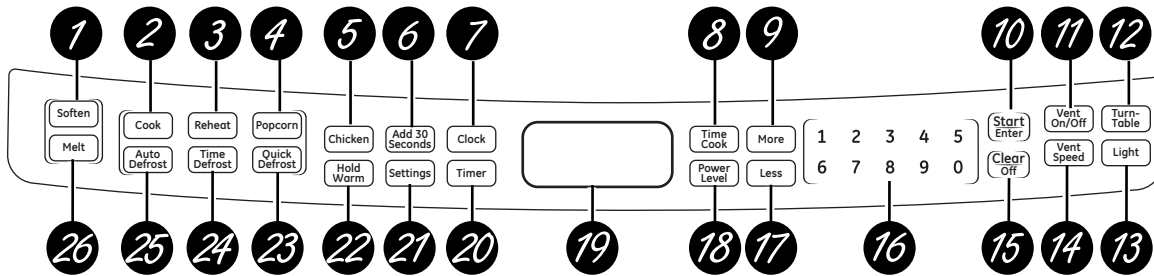 1 2 3 4 5 6 7 8 9 10 11 12
Soften
Melt
Cook
Auto
Defrost
Reheat
Time
Defrost
Popcorn
Quick
Defrost
Chicken
Hold
Warm
Add 30
Seconds
Settings
Clock
Timer
Time
Cook
Power
Level
More
Less
1 2 3 4 5
6 7 8 9 0
Start
Enter
Clear
Off
Vent
On/Off
Vent
Speed
Turn-
Table
Light
26 25 24 23 22 21 20 19 18 17 16 15 14 13